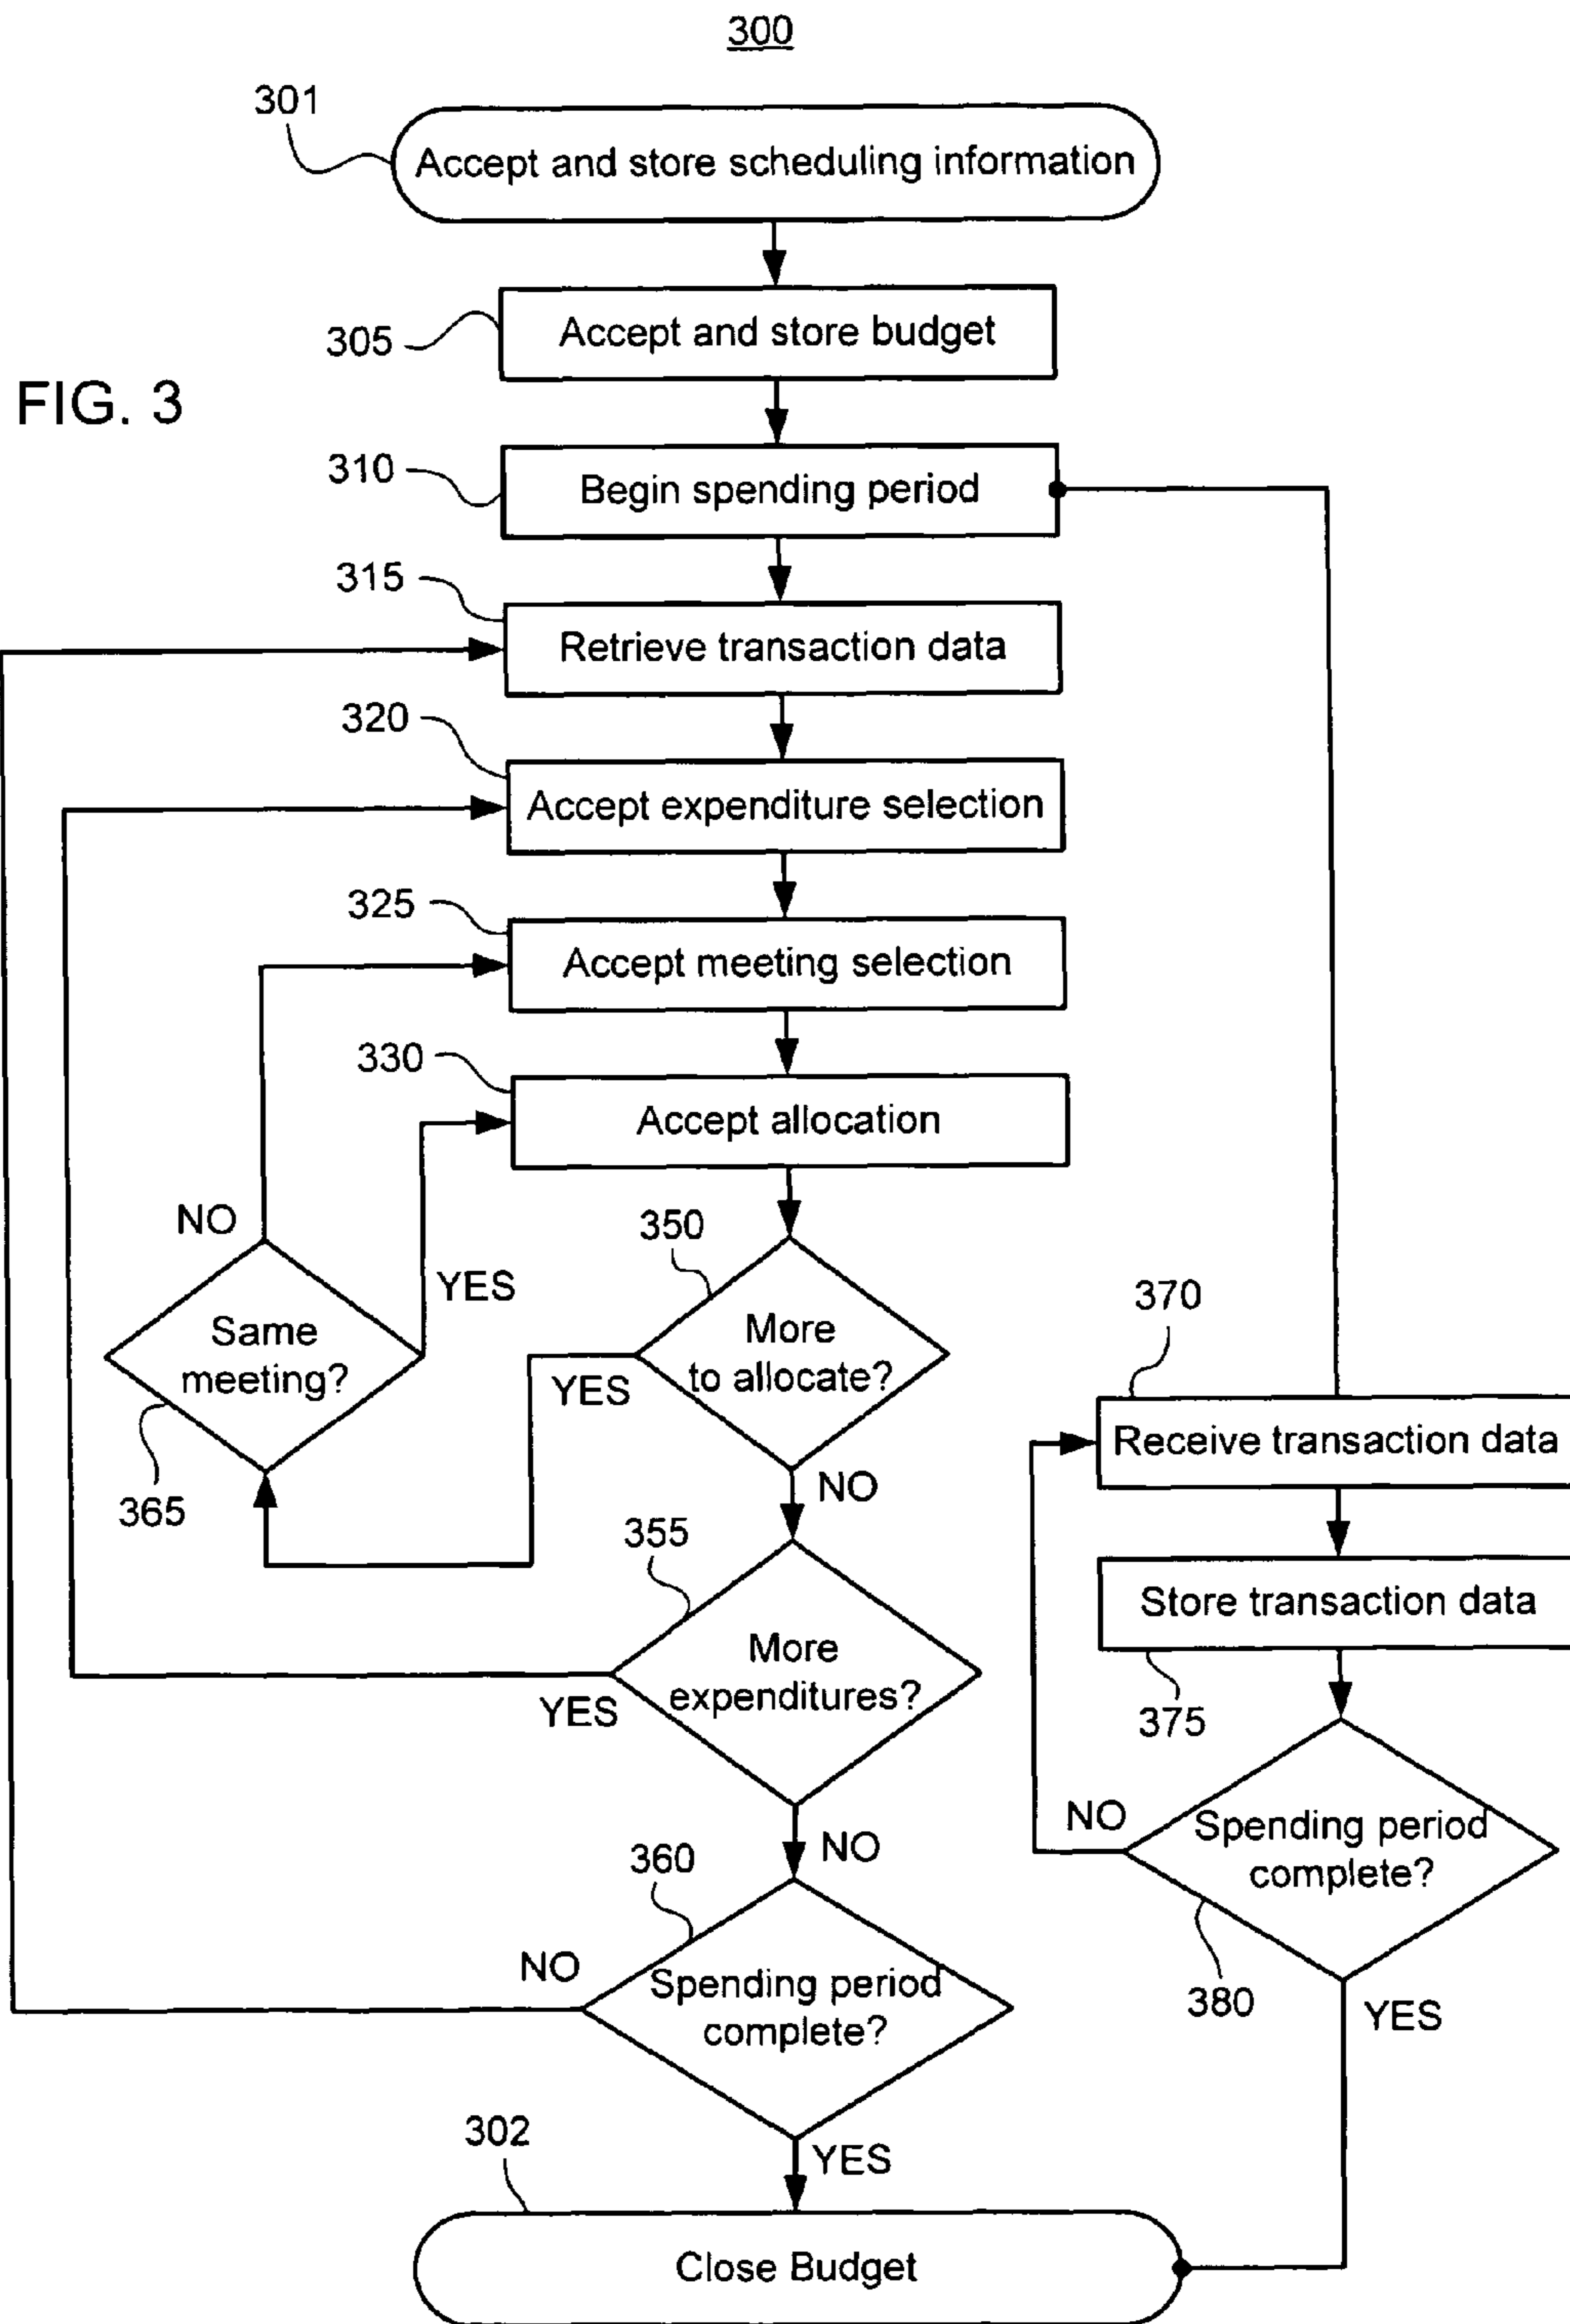 300
301
Accept and store scheduling information
305
Accept and store budget
FIG. 3
310
Begin spending period
315
Retrieve transaction data
320
Accept expenditure selection
325
Accept meeting selection
330
Accept allocation
NO
350
YES
Same
meeting?
More
to allocate?
YES
370
Receive transaction data
365
NO
355
Store transaction data
More
expenditures?
YES
375
NO
NO
Spending period
complete?
360
NO
Spending period
complete?
380
YES
302
YES
Close Budget